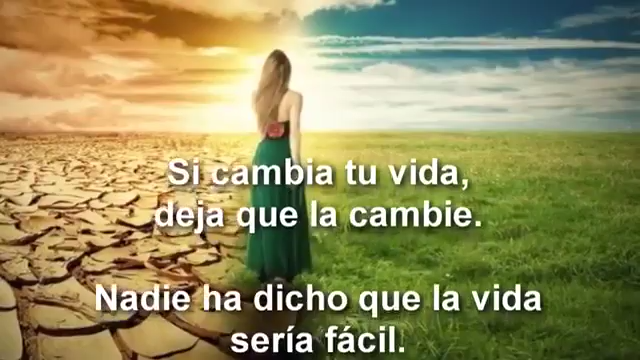 Si cambia tu vida,
deja que la cambie.
Nadie ha dicho que la vida
sería fácil.